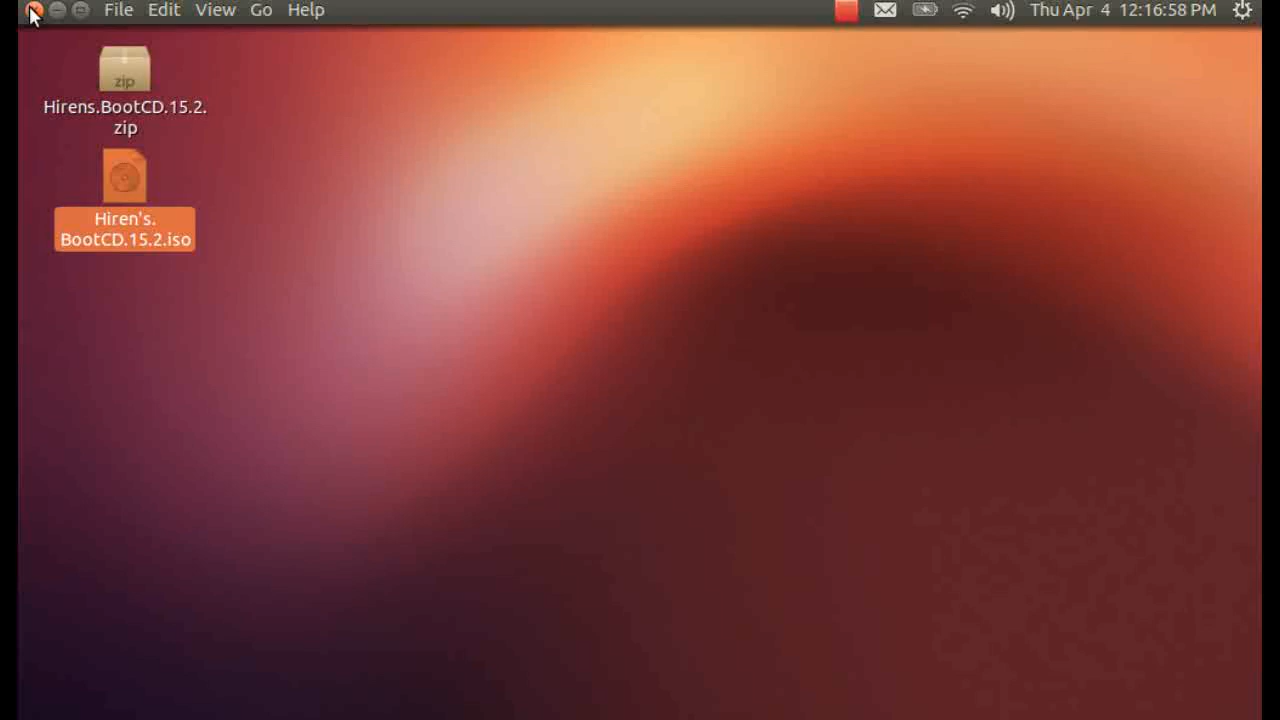 File Edit View Go Help
Thu Apr 4 12:16:58 PM
zip
Hirens.BootCD.15.2.
zip
Hiren's.
BootCD.15.2.iso